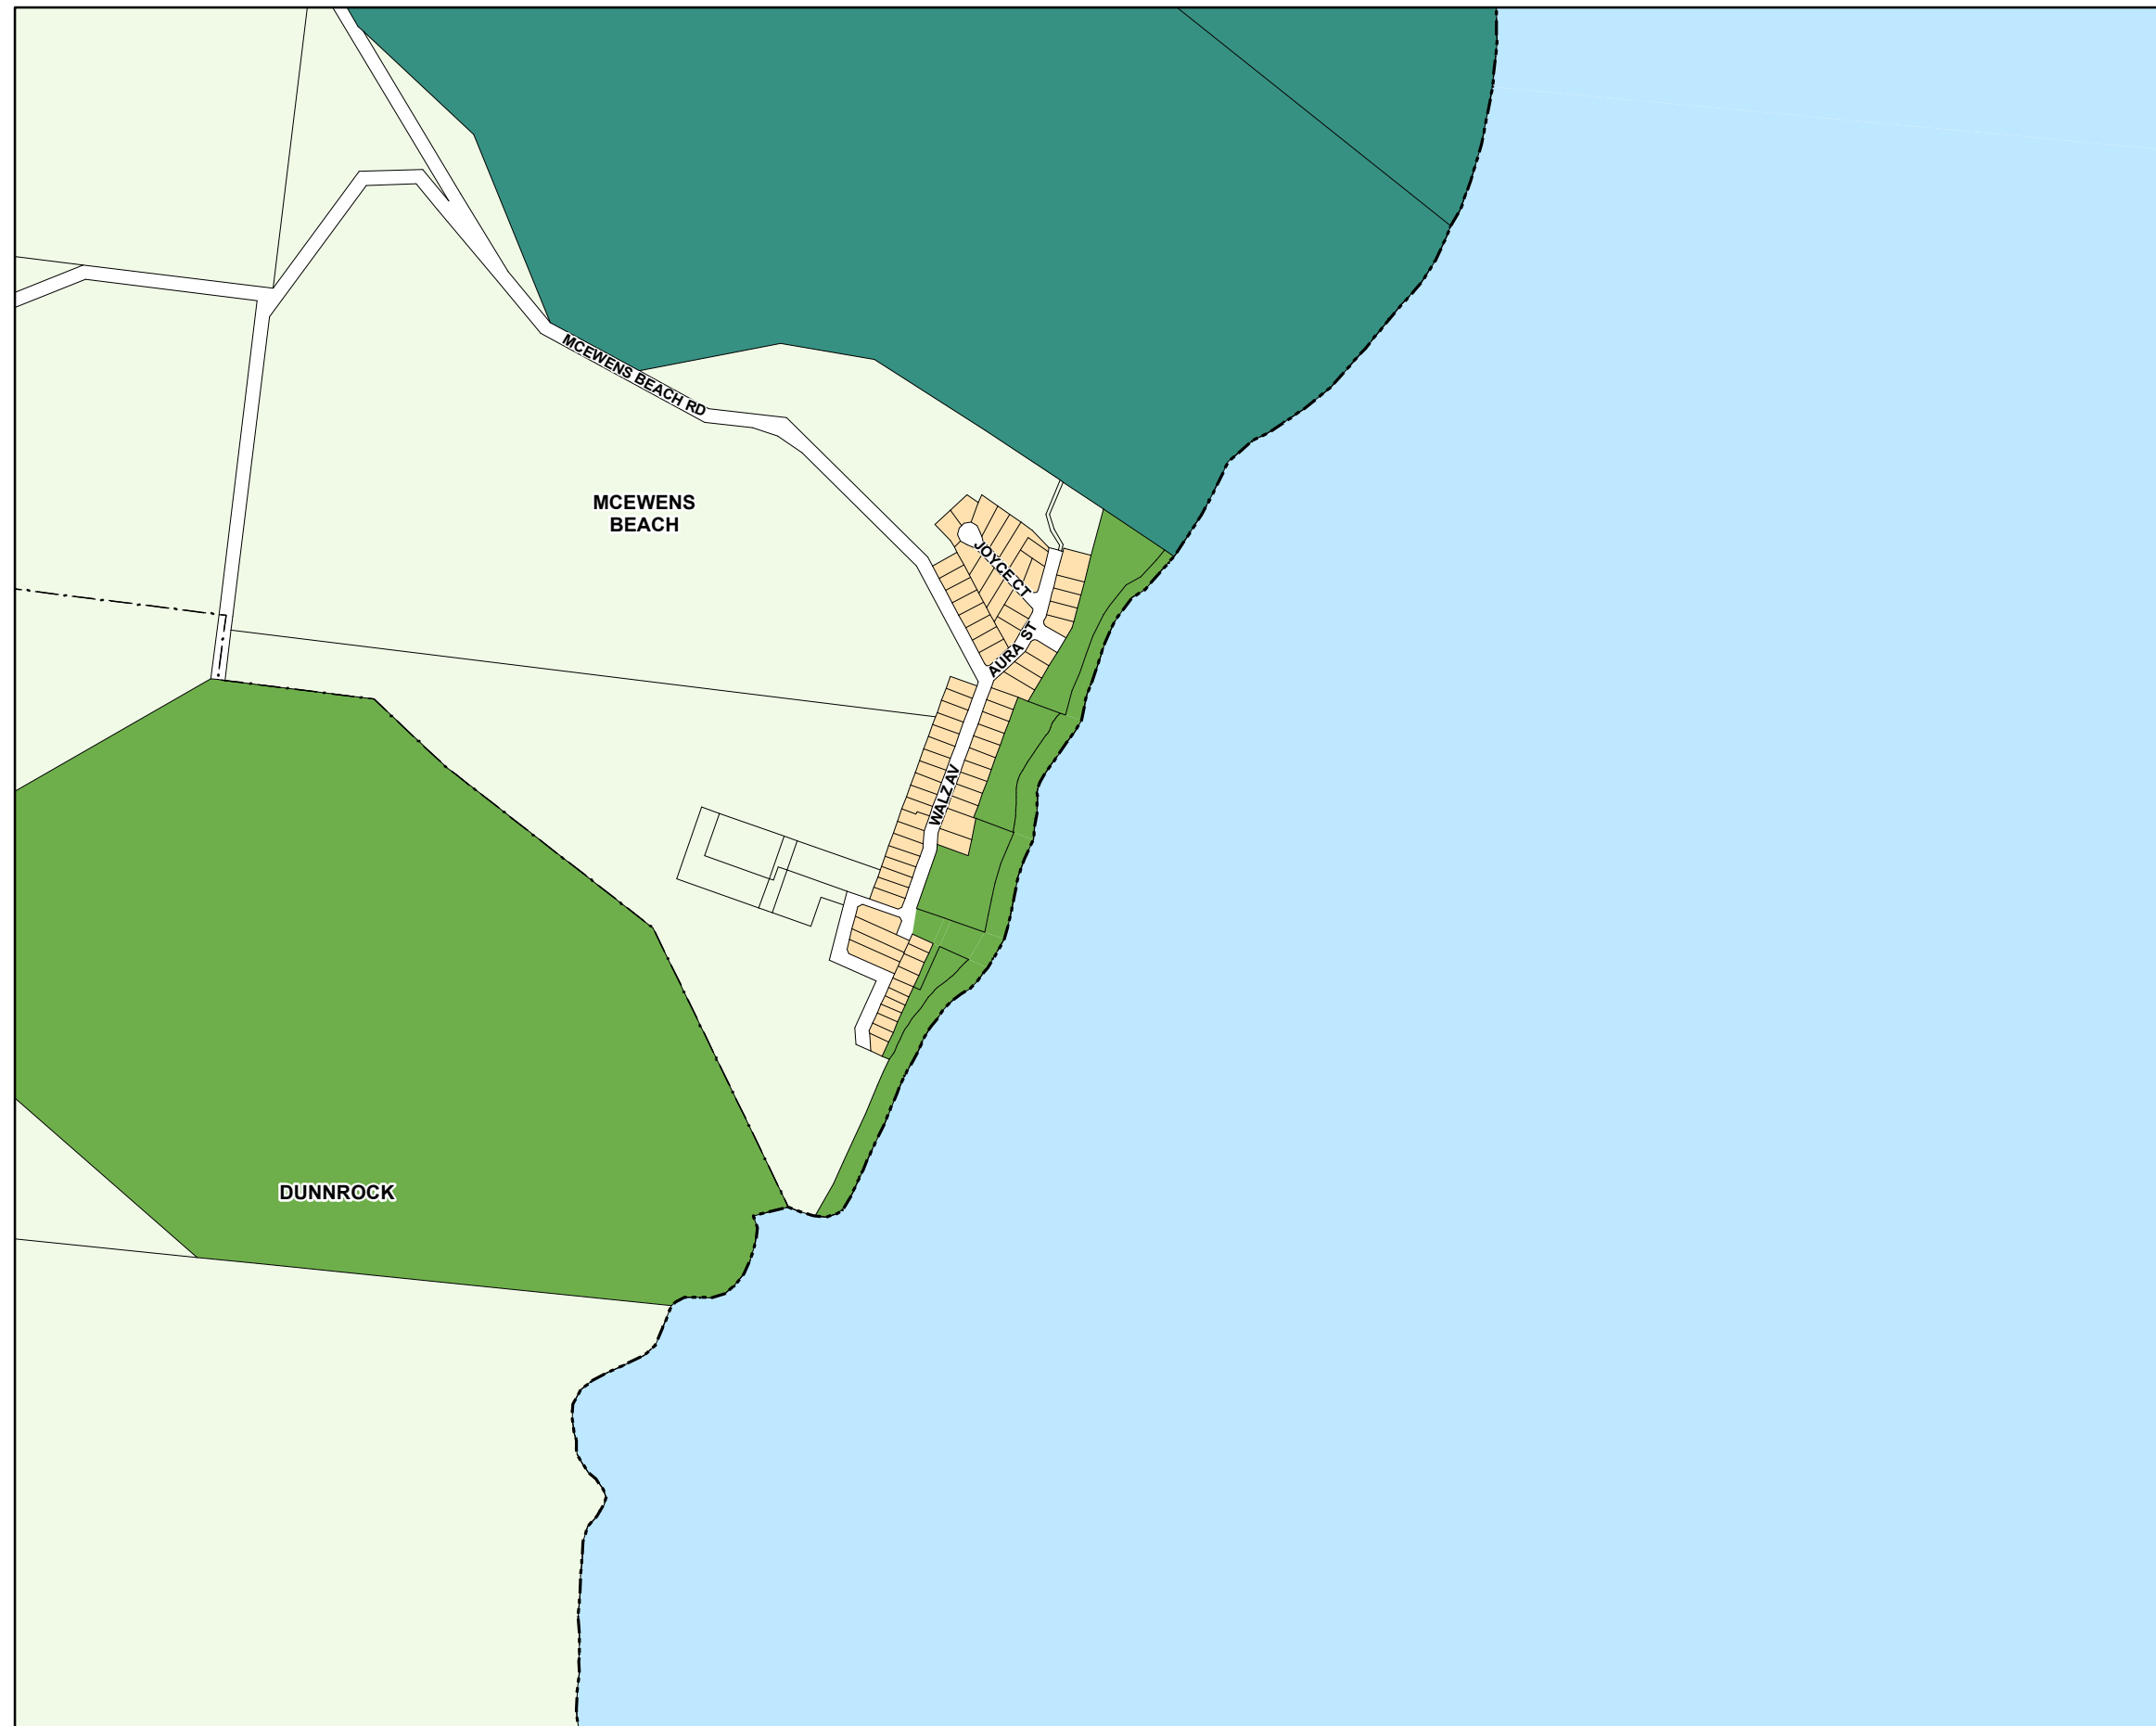 MCEWENS BEACH RD
MCEWENS
BEACH
JOYCE CT
AURA ST
WALZ AV
DUNNROCK